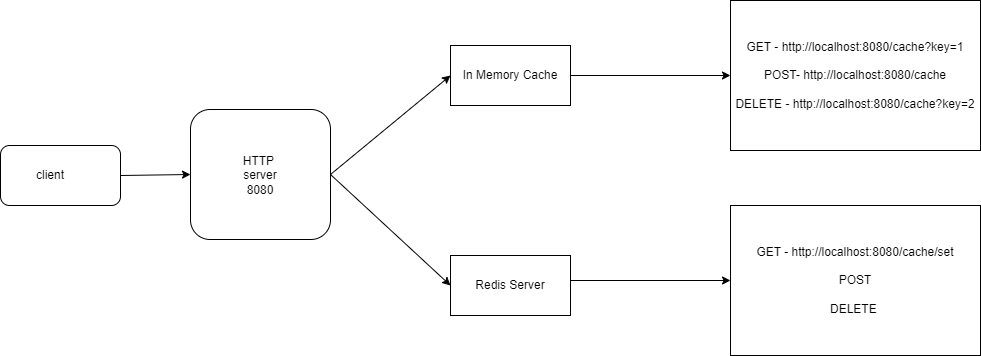 client
HTTP
server
8080
In Memory Cache
GET - http://localhost:8080/cache?key=1
POST- http://localhost:8080/cache
DELETE - http://localhost:8080/cache?key=2
Redis Server
GET - http://localhost:8080/cache/set
POST
DELETE